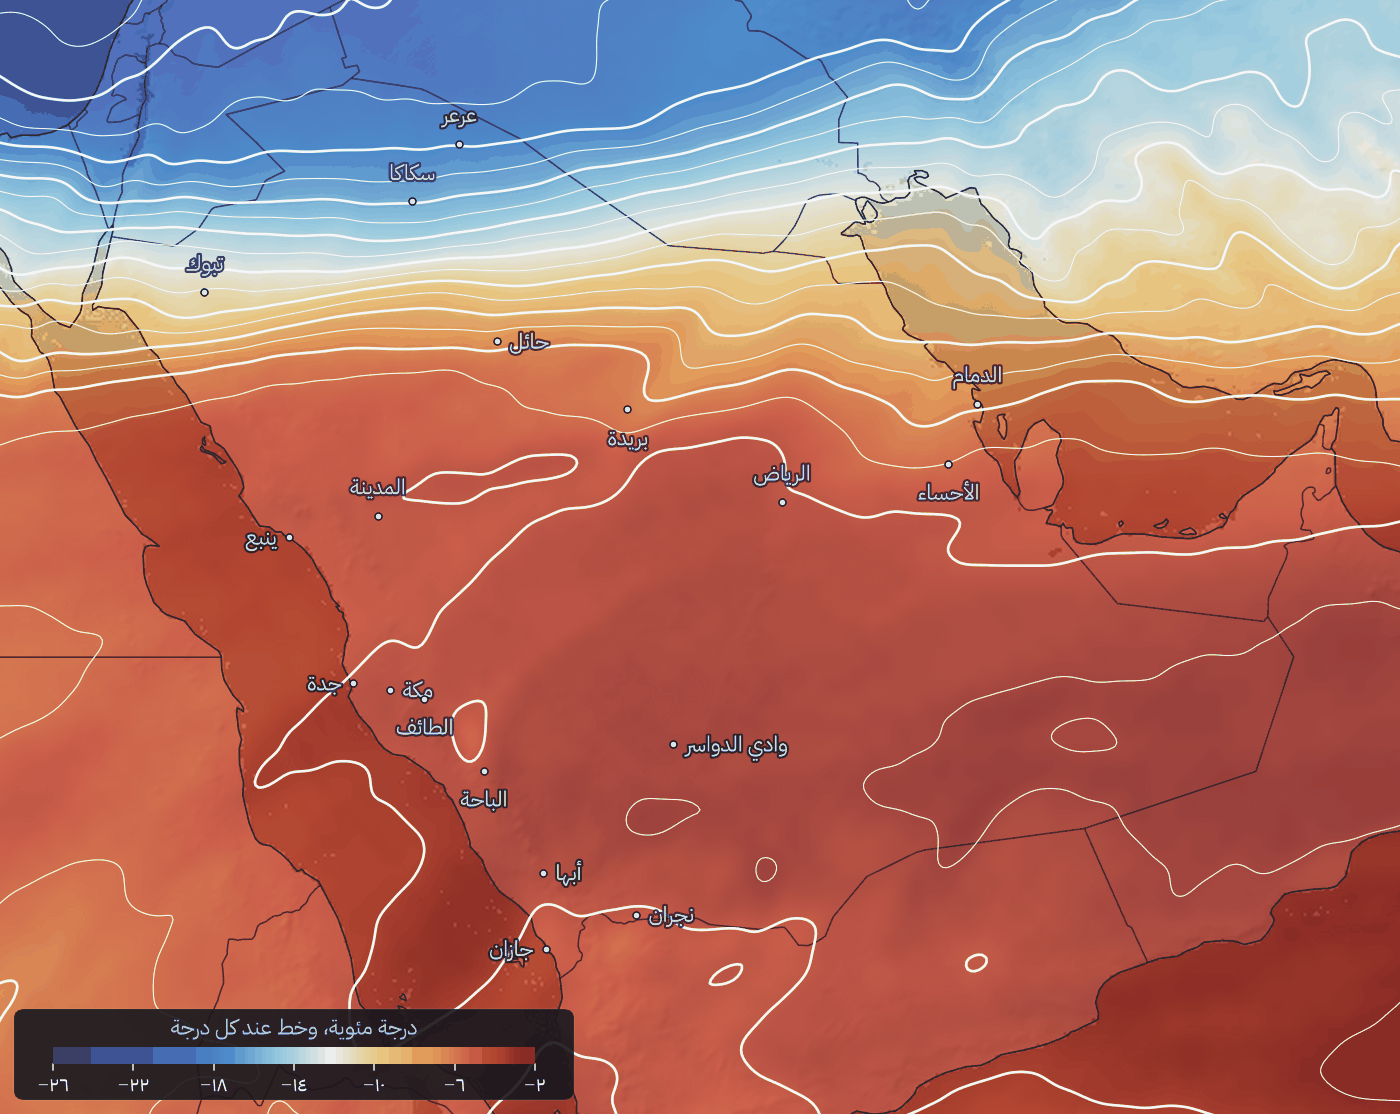 عرعر
سكاكا
تبوك
حائل
الدمام
بريدة
الرياض
الأحساء
المدينة
ينبع
جدة
مكة
الطائف
وادي الدواسر
الباحة
أبها
نجران
جازان
درجة مئوية، وخط عند كل درجة
−٢٦ −٢٢ −١٨ −١٤ −١٠ −٦ −٢